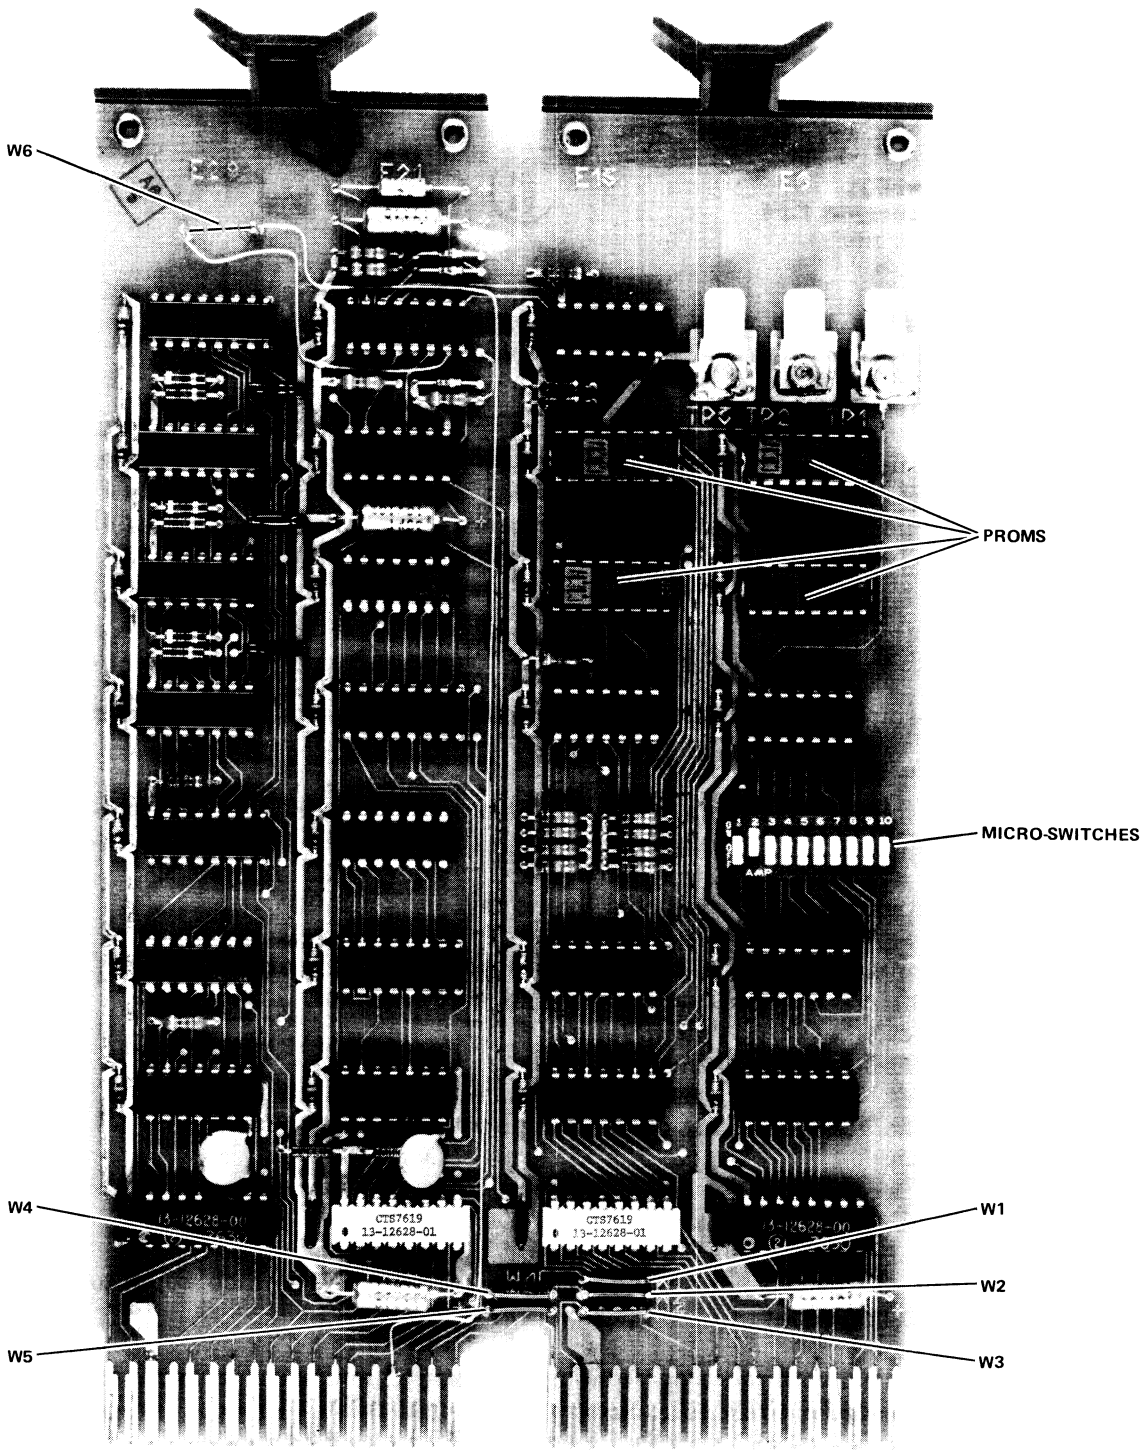 W6
E21
E15
TP3 TP2 TP1
PROMS
MICRO-SWITCHES
1 2 3 4 5 6 7 8 9 10
AMP
W4
13-12628-00
CTS7619
13-12628-01
CTS7619
13-12628-01
13-12628-00
W1
W2
W5
W3